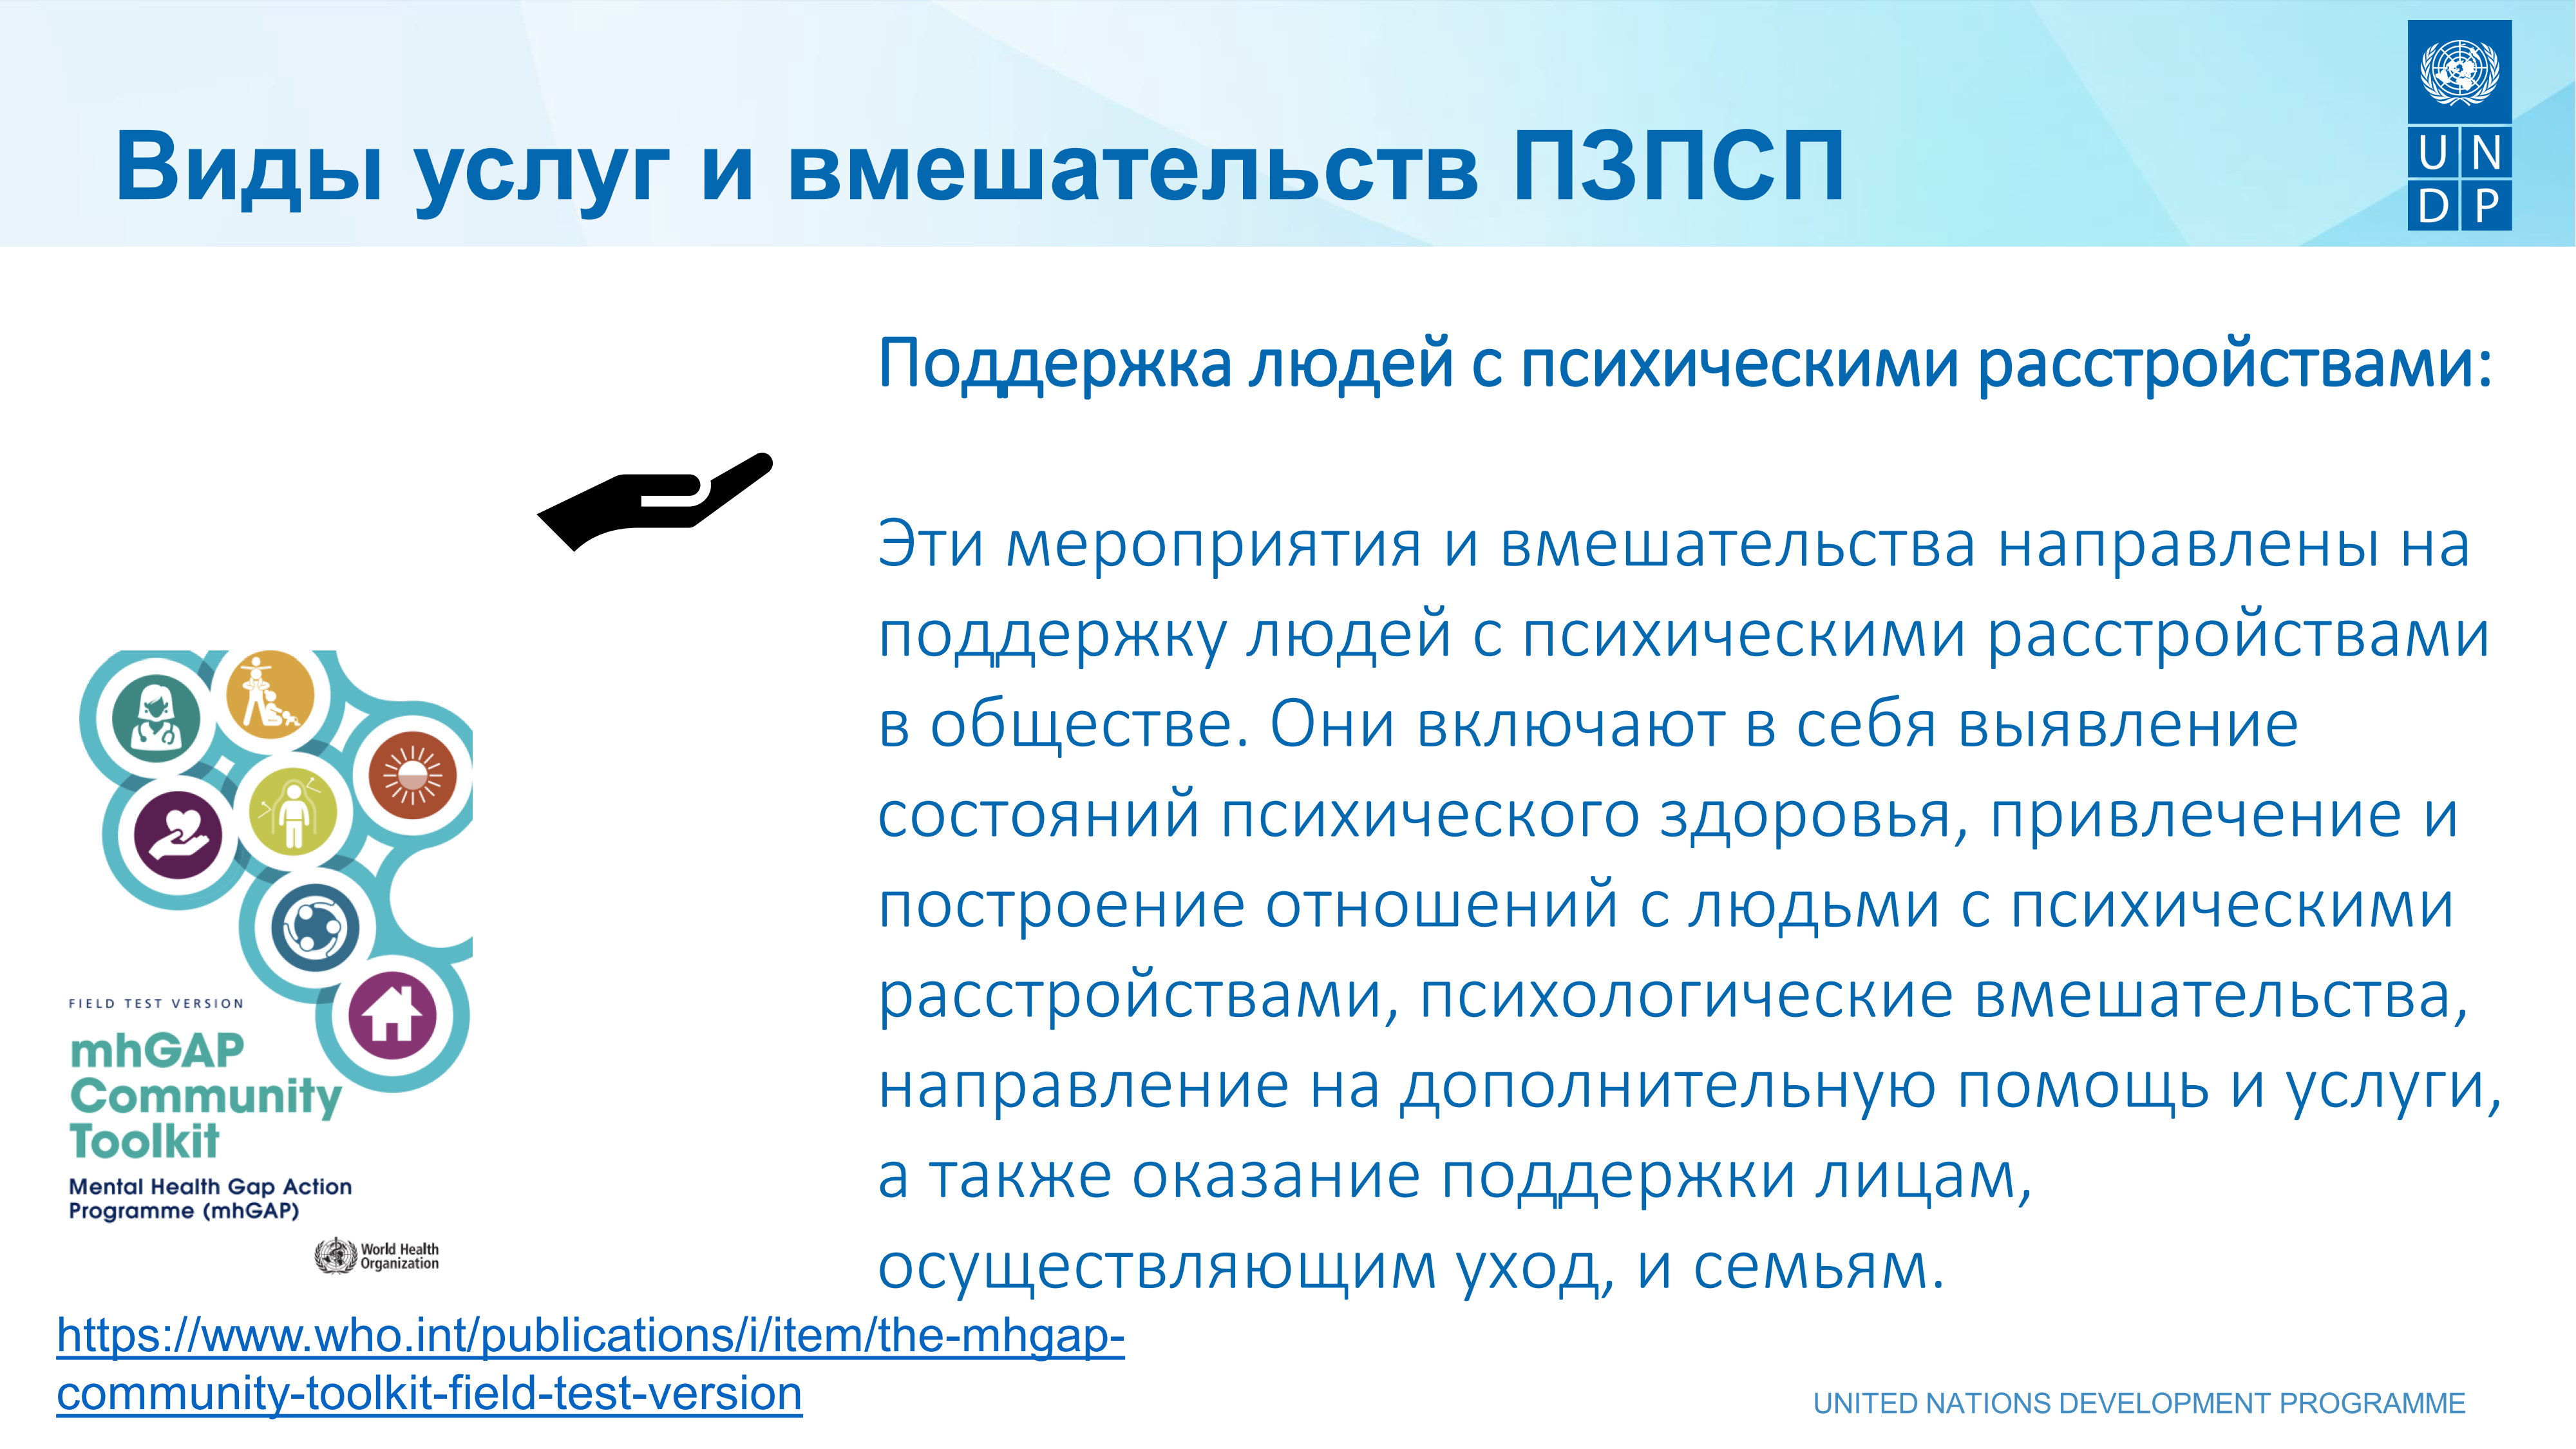 Виды услуг и вмешательств ПЗПСП
U N
D P
Поддержка людей с психическими расстройствами:
Эти мероприятия и вмешательства направлены на
поддержку людей с психическими расстройствами
в обществе. Они включают в себя выявление
состояний психического здоровья, привлечение и
построение отношений с людьми с психическими
расстройствами, психологические вмешательства,
направление на дополнительную помощь и услуги,
а также оказание поддержки лицам,
осуществляющим уход, и семьям.
FIELD TEST VERSION
mhGAP
Community
Toolkit
Mental Health Gap Action
Programme (mhGAP)
World Health
Organization
https://www.who.int/publications/i/item/the-mhgap-
community-toolkit-field-test-version
UNITED NATIONS DEVELOPMENT PROGRAMME